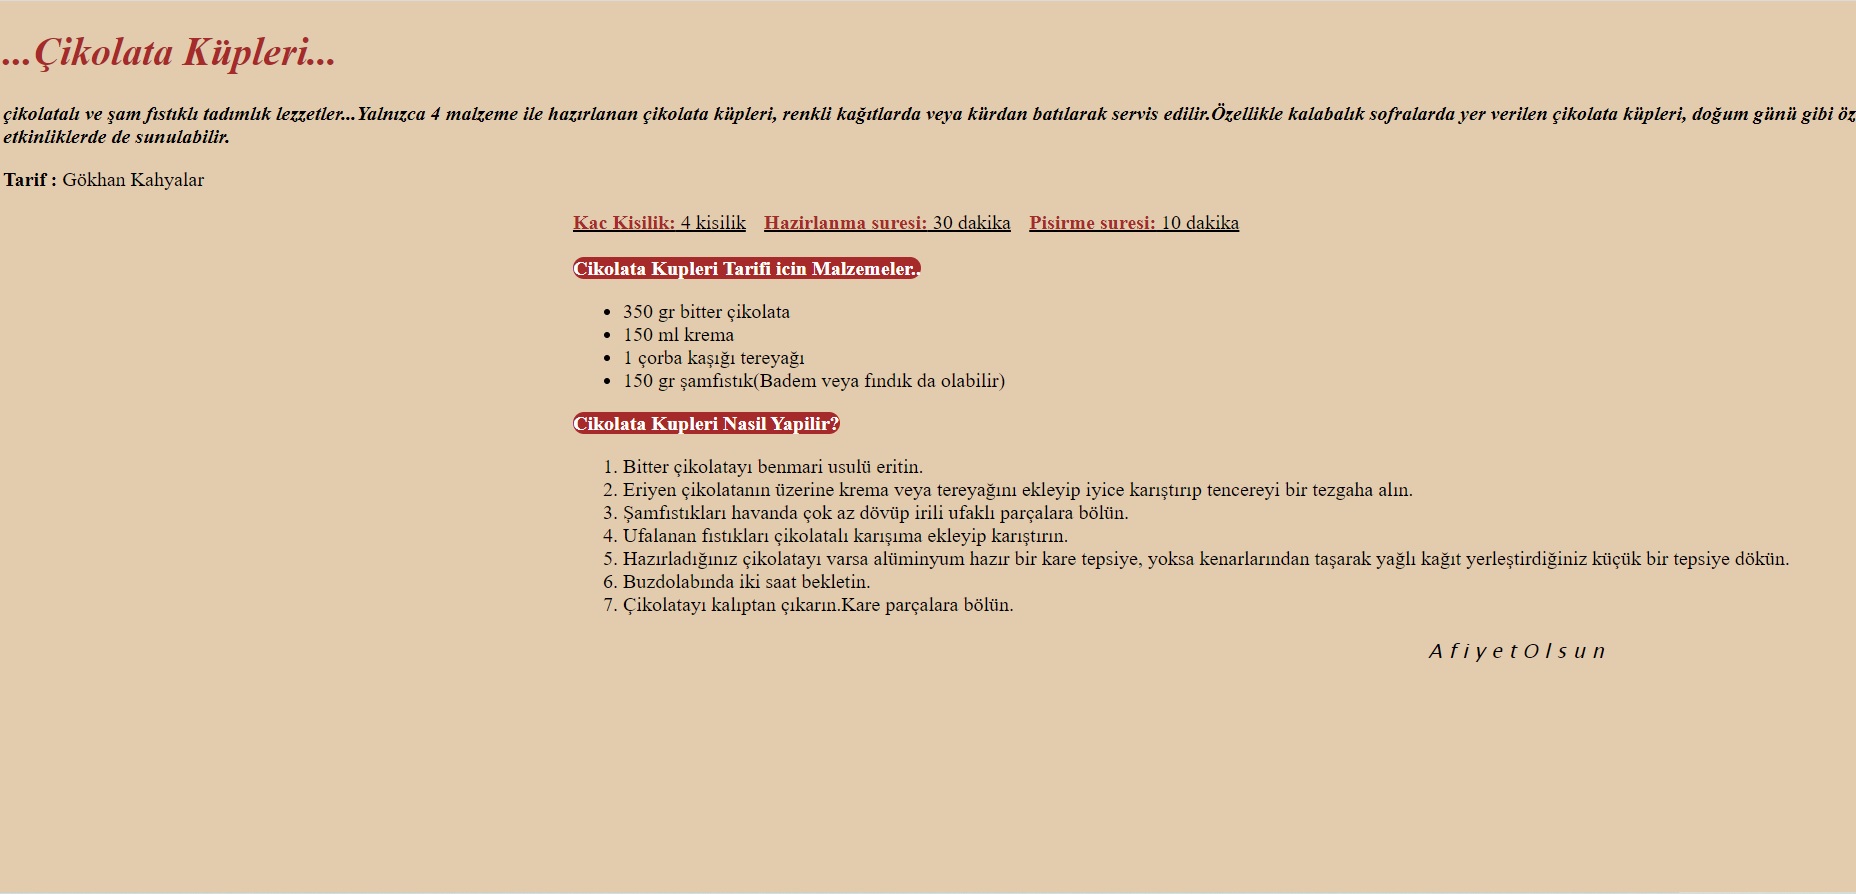 ...Çikolata Küpleri...
çikolatalı ve şam fıstıklı tadımlık lezzetler...Yalnızca 4 malzeme ile hazırlanan çikolata küpleri, renkli kağıtlarda veya kürdan batılarak servis edilir.Özellikle kalabalık sofralarda yer verilen çikolata küpleri, doğum günü gibi öz
etkinliklerde de sunulabilir.
Tarif : Gökhan Kahyalar
Kac Kisilik: 4 kisilik Hazirlanma suresi: 30 dakika Pisirme suresi: 10 dakika
Cikolata Kupleri Tarifi icin Malzemeler..
• 350 gr bitter çikolata
• 150 ml krema
• 1 çorba kaşığı tereyağı
• 150 gr şamfıstık(Badem veya fındık da olabilir)
Cikolata Kupleri Nasil Yapilir?
1. Bitter çikolatayı benmari usulü eritin.
2. Eriyen çikolatanın üzerine krema veya tereyağını ekleyip iyice karıştırıp tencereyi bir tezgaha alın.
3. Şamfıstıkları havanda çok az dövüp irili ufaklı parçalara bölün.
4. Ufalanan fıstıkları çikolatalı karışıma ekleyip karıştırın.
5. Hazırladığınız çikolatayı varsa alüminyum hazır bir kare tepsiye, yoksa kenarlarından taşarak yağlı kağıt yerleştirdiğiniz küçük bir tepsiye dökün.
6. Buzdolabında iki saat bekletin.
7. Çikolatayı kalıptan çıkarın.Kare parçalara bölün.
A f i y e t O l s u n